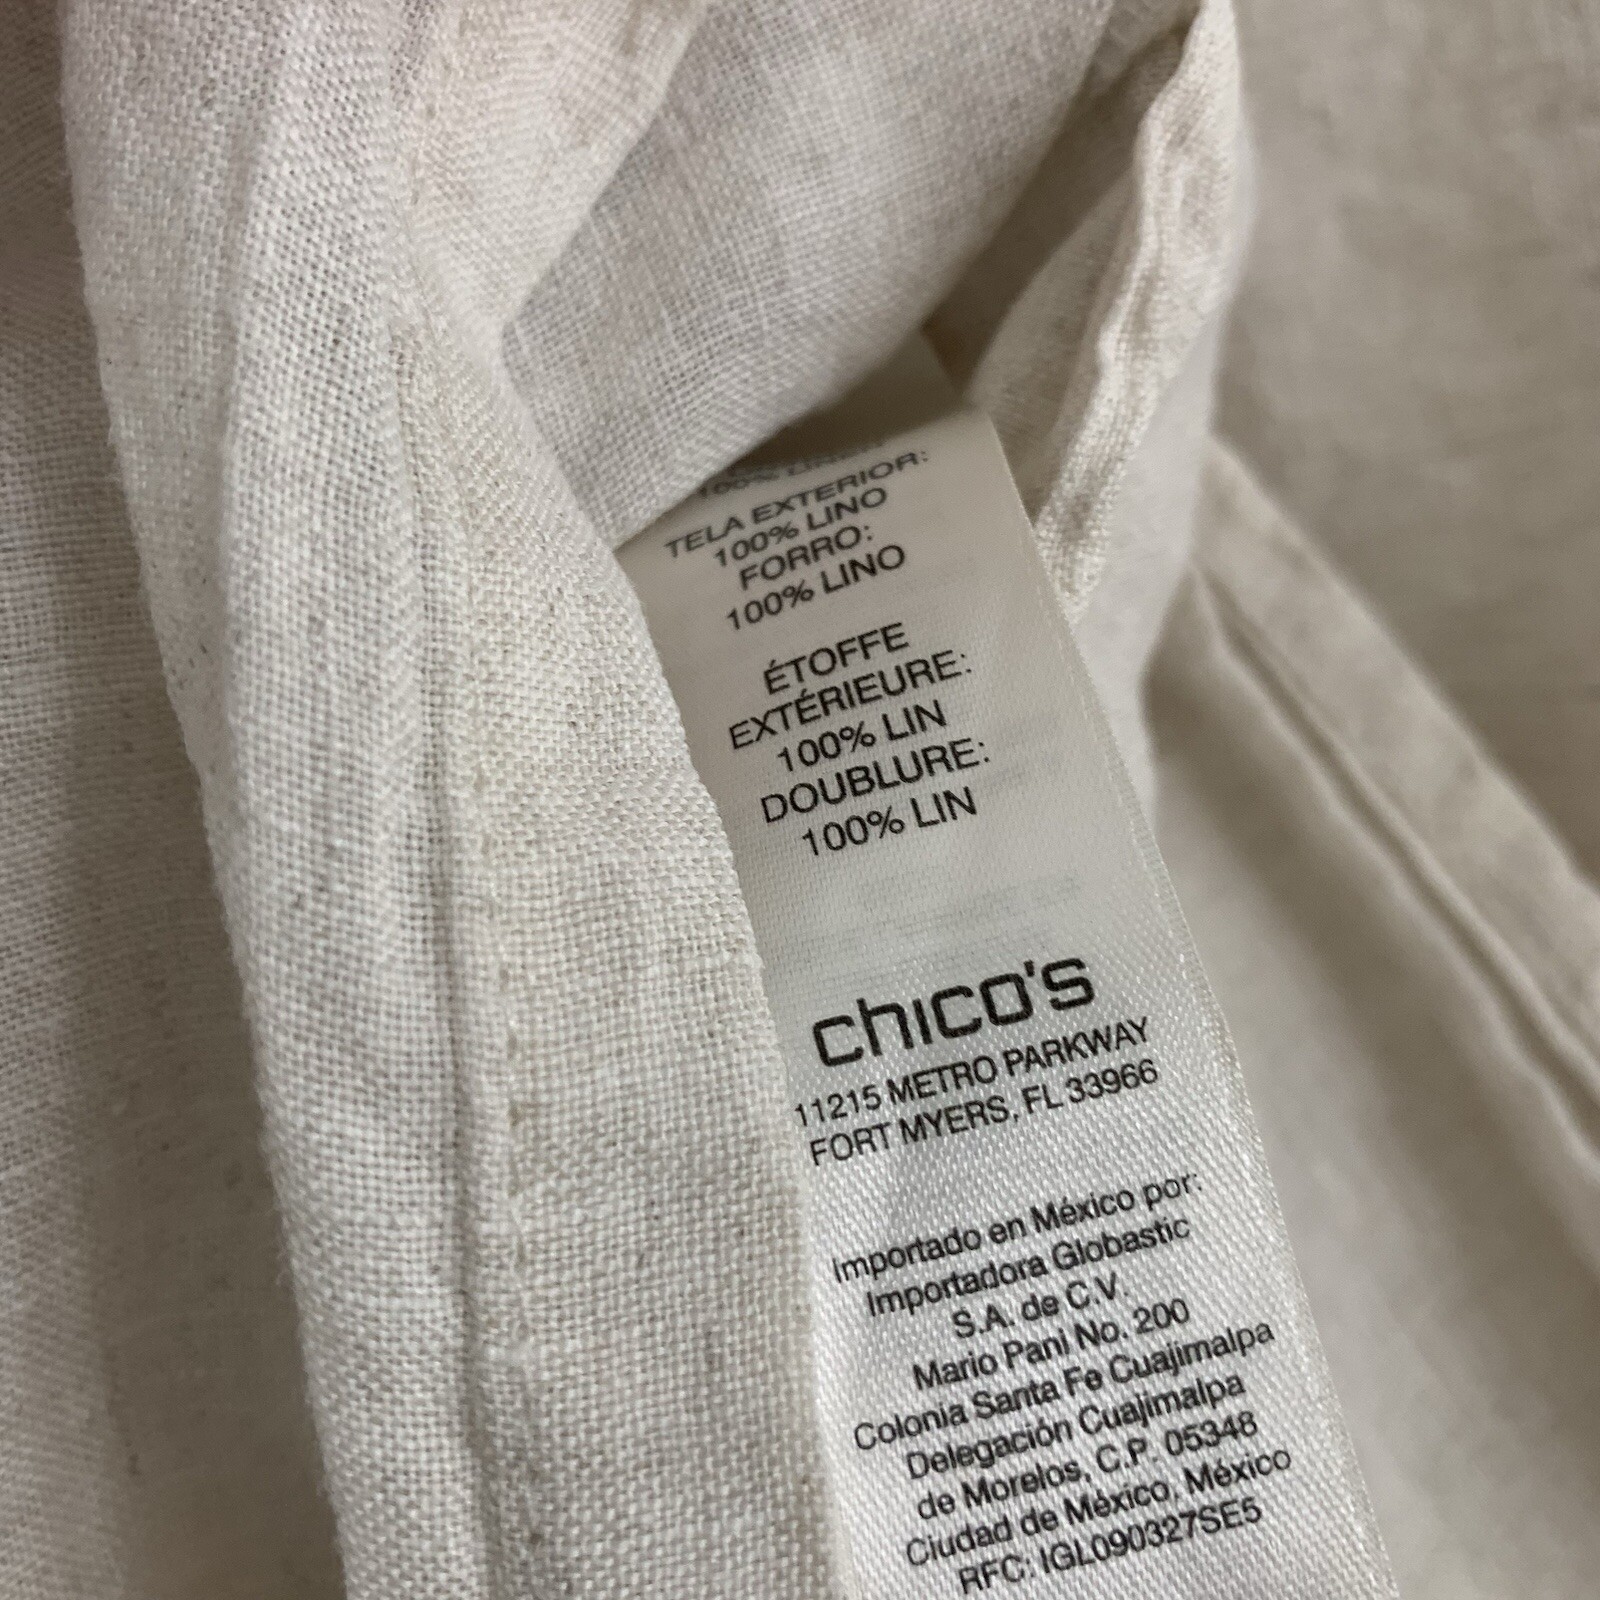 100% LINEN
TELA EXTERIOR:
100% LINO
FORRO:
100% LINO
ÉTOFFE
EXTÉRIEURE:
100% LIN
DOUBLURE:
100% LIN
chico's
11215 METRO PARKWAY
FORT MYERS, FL 33966
Importado en México por:
Importadora Globastic
S.A. de C.V.
Mario Pani No. 200
Colonia Santa Fe Cuajimalpa
Delegación Cuajimalpa
de Morelos, C.P. 05348
Ciudad de México, México
RFC: IGL090327SE5